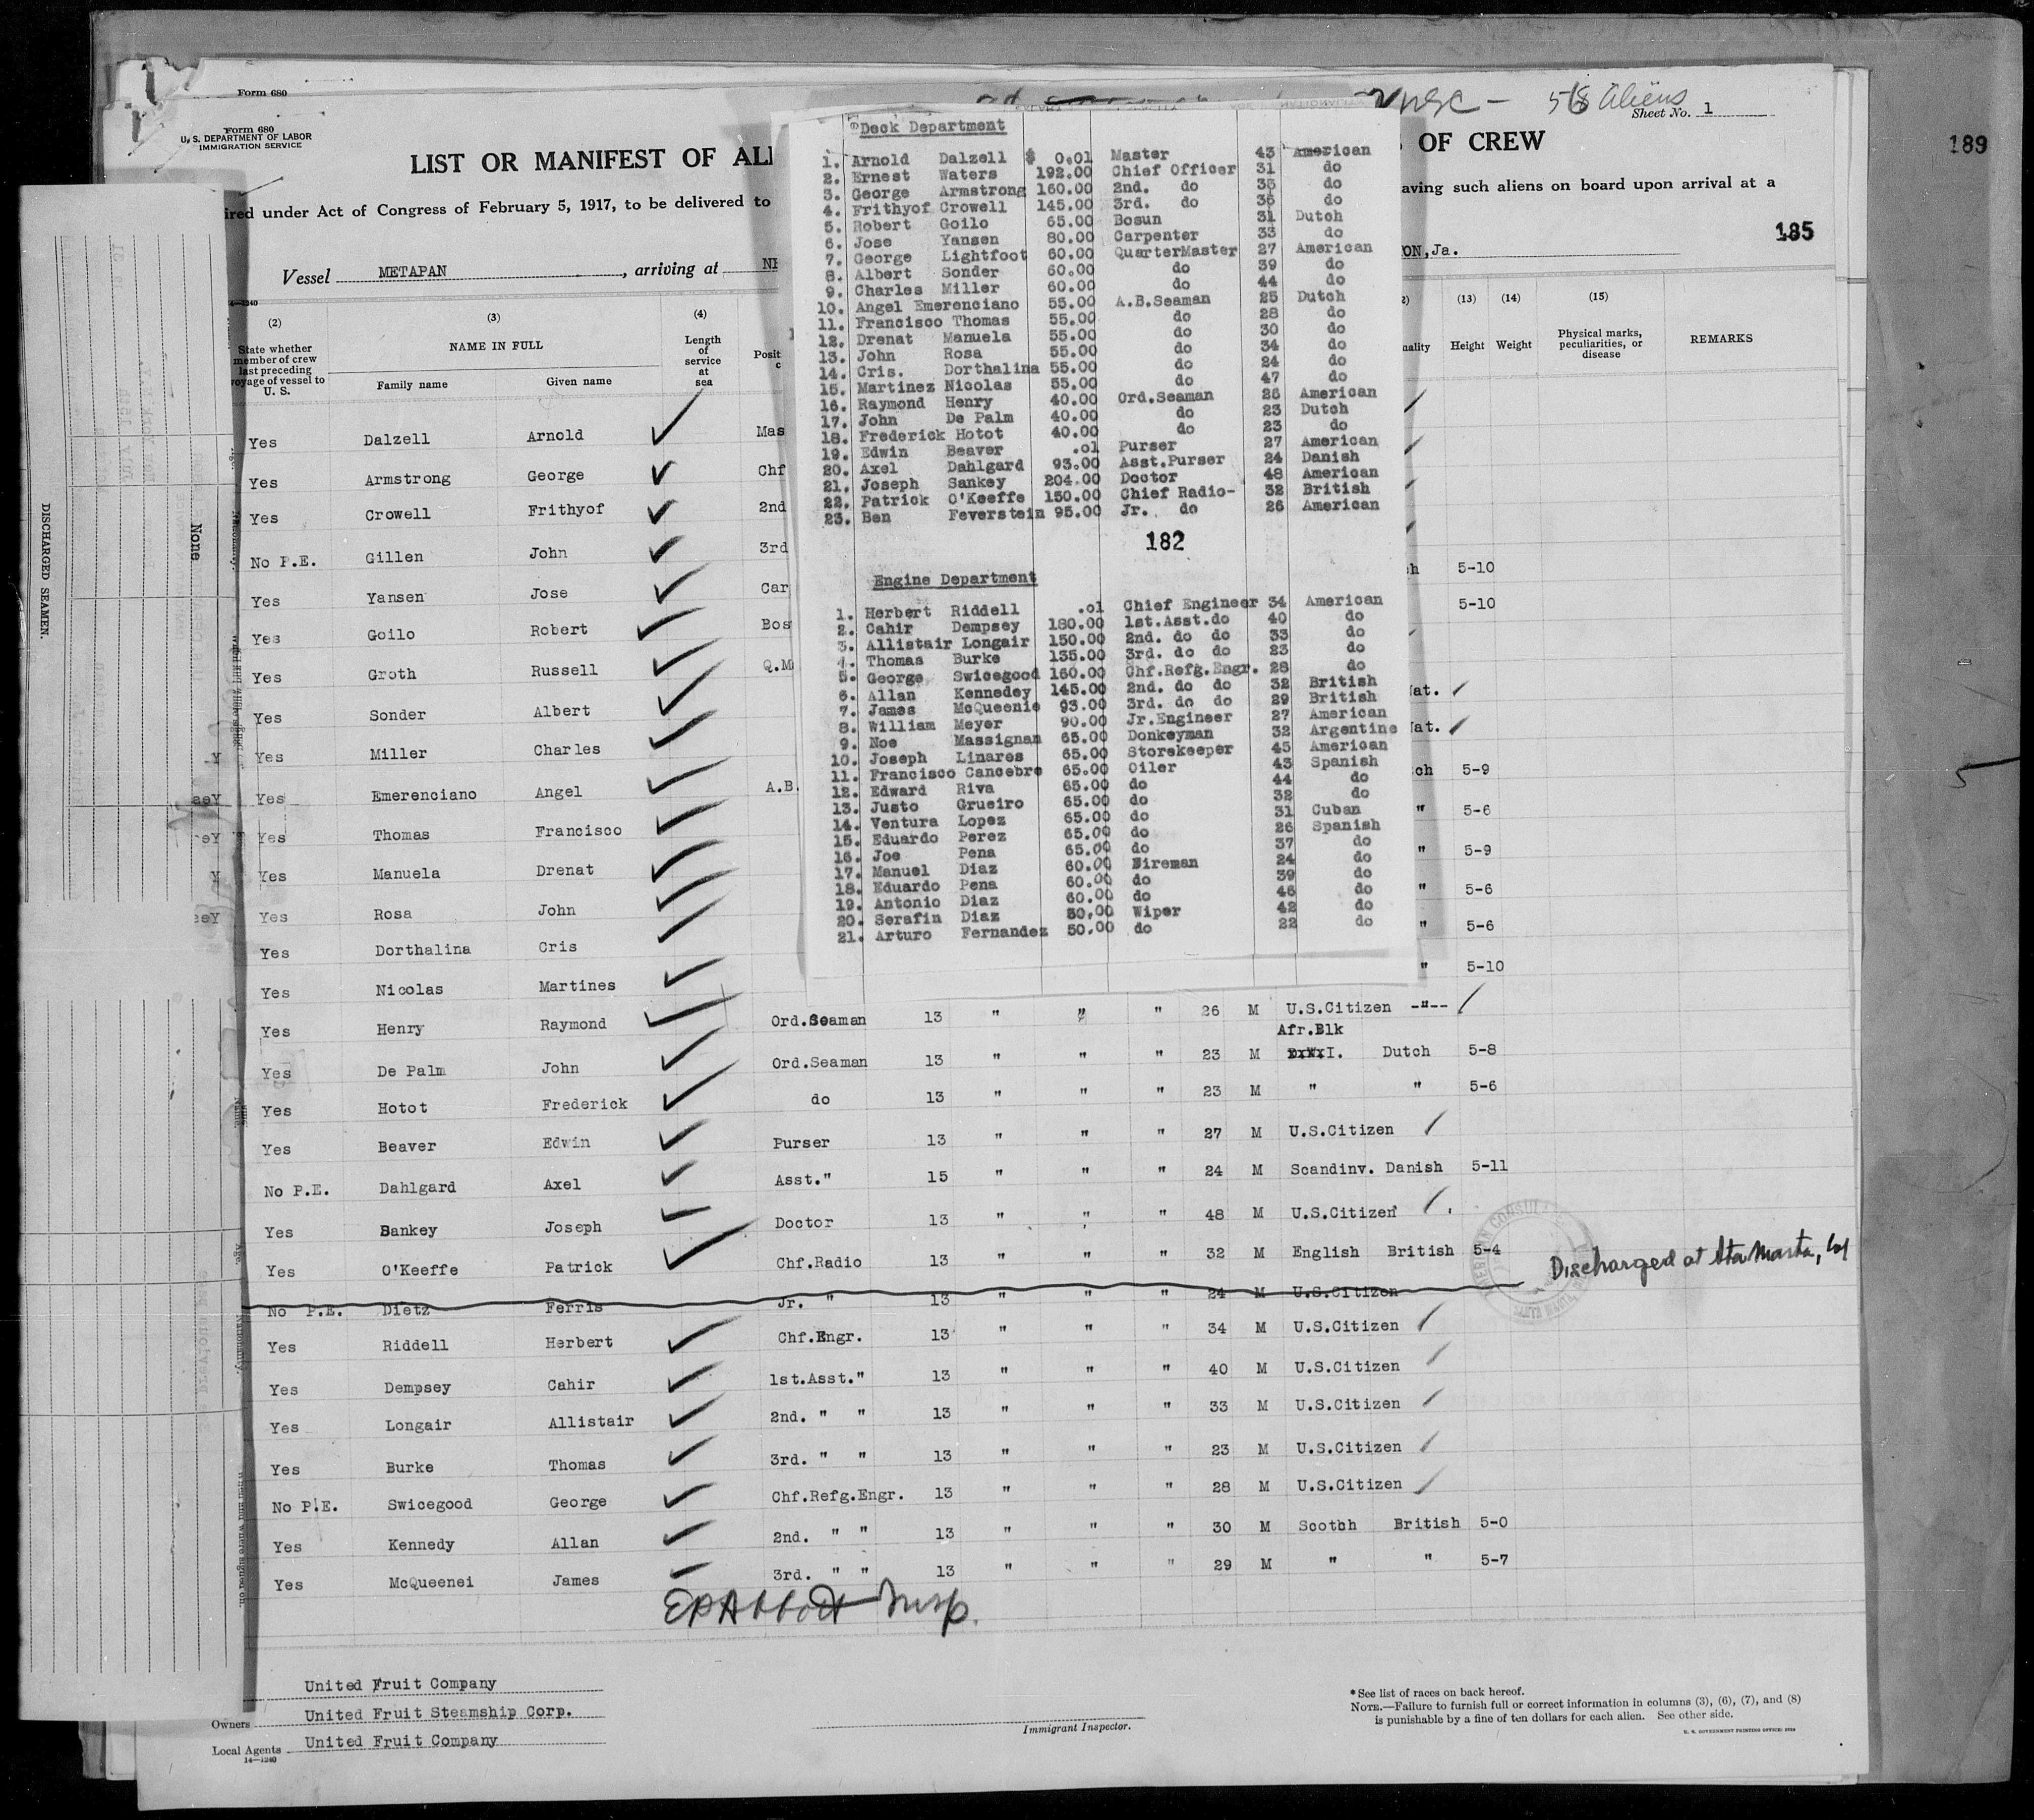 Form 680
Form 680
U. S. DEPARTMENT OF LABOR
IMMIGRATION SERVICE
58 Aliens
Sheet No. 1
189
LIST OR MANIFEST OF ALI
OF CREW
ired under Act of Congress of February 5, 1917, to be delivered to
aving such aliens on board upon arrival at a
185
Vessel METAPAN, arriving at NE
ON, Ja.
(2) (3) (4) (13) (14) (15)
State whether member of crew last preceding voyage of vessel to U. S.
NAME IN FULL
Family name Given name
Length of service at sea
Posit
ality Height Weight
Physical marks, peculiarities, or disease
REMARKS
Deck Department
1. Arnold Dalzell $ 0.01 Master 43 American
2. Ernest Waters 192.00 Chief Officer 31 do
3. George Armstrong 160.00 2nd. do 35 do
4. Frithyof Crowell 145.00 3rd. do 36 do
5. Robert Goilo 65.00 Bosun 31 Dutch
6. Jose Yansen 80.00 Carpenter 33 do
7. George Lightfoot 60.00 QuarterMaster 27 American
8. Albert Sonder 60.00 do 39 do
9. Charles Miller 60.00 do 44 do
10. Angel Emerenciano 55.00 A.B.Seaman 25 Dutch
11. Francisco Thomas 55.00 do 28 do
12. Drenat Manuela 55.00 do 30 do
13. John Rosa 55.00 do 34 do
14. Cris. Dorthalina 55.00 do 24 do
15. Martinez Nicolas 55.00 do 47 do
16. Raymond Henry 40.00 Ord.Seaman 26 American
17. John De Palm 40.00 do 23 Dutch
18. Frederick Hotot 40.00 do 23 do
19. Edwin Beaver .01 Purser 27 American
20. Axel Dahlgard 93.00 Asst.Purser 24 Danish
21. Joseph Sankey 204.00 Doctor 48 American
22. Patrick O'Keeffe 150.00 Chief Radio- 32 British
23. Ben Feverstein 95.00 Jr. do 26 American
182
Engine Department
1. Herbert Riddell .01 Chief Engineer 34 American
2. Cahir Dempsey 180.00 1st.Asst.do 40 do
3. Allistair Longair 150.00 2nd. do do 33 do
4. Thomas Burke 135.00 3rd. do do 23 do
5. George Swicegood 160.00 Chf.Refg.Engr. 28 do
6. Allan Kennedey 145.00 2nd. do do 32 British
7. James McQueenie 93.00 3rd. do do 29 British
8. William Meyer 90.00 Jr.Engineer 27 American
9. Noe Massignan 65.00 Donkeyman 32 Argentine
10. Joseph Linares 65.00 Storekeeper 45 American
11. Francisco Cancebro 65.00 Oiler 43 Spanish
12. Edward Riva 65.00 do 44 do
13. Justo Grueiro 65.00 do 32 do
14. Ventura Lopez 65.00 do 31 Cuban
15. Eduardo Perez 65.00 do 26 Spanish
16. Joe Pena 65.00 do 37 do
17. Manuel Diaz 60.00 Fireman 24 do
18. Eduardo Pena 60.00 do 39 do
19. Antonio Diaz 60.00 do 46 do
20. Serafin Diaz 50.00 Wiper 42 do
21. Arturo Fernandez 50.00 do 22 do
Yes Dalzell Arnold Mas
Yes Armstrong George Chf
Yes Crowell Frithyof 2nd
No P.E. Gillen John 3rd
Yes Yansen Jose Car h 5-10
Yes Goilo Robert Bos 5-10
Yes Groth Russell Q.M
Yes Sonder Albert Nat.
Yes Miller Charles Nat.
Yes Emerenciano Angel A.B. ch 5-9
Yes Thomas Francisco " 5-6
Yes Manuela Drenat " 5-9
Yes Rosa John " 5-6
Yes Dorthalina Cris " 5-6
Yes Nicolas Martines " 5-10
Yes Henry Raymond Ord.Seaman 13 " " " 26 M U.S.Citizen -"--
Afr.Blk
Yes De Palm John Ord.Seaman 13 " " " 23 M I. Dutch 5-8
Yes Hotot Frederick do 13 " " " 23 M " " 5-6
Yes Beaver Edwin Purser 13 " " " 27 M U.S.Citizen
No P.E. Dahlgard Axel Asst." 15 " " " 24 M Scandinv. Danish 5-11
Yes Sankey Joseph Doctor 13 " " " 48 M U.S.Citizen
Yes O'Keeffe Patrick Chf.Radio 13 " " " 32 M English British 5-4
Discharged at Sta Marta, Col
No P.E. Dietz Ferris Jr. " 13 " " " 24 M U.S.Citizen
Yes Riddell Herbert Chf.Engr. 13 " " " 34 M U.S.Citizen
Yes Dempsey Cahir 1st.Asst." 13 " " " 40 M U.S.Citizen
Yes Longair Allistair 2nd. " " 13 " " " 33 M U.S.Citizen
Yes Burke Thomas 3rd. " " 13 " " " 23 M U.S.Citizen
No P.E. Swicegood George Chf.Refg.Engr. 13 " " " 28 M U.S.Citizen
Yes Kennedy Allan 2nd. " " 13 " " " 30 M Scotch British 5-0
Yes McQueenei James 3rd. " " 13 " " " 29 M " " 5-7
EPAbbott Insp.
DISCHARGED SEAMEN.
None
United Fruit Company
Owners United Fruit Steamship Corp.
Local Agents United Fruit Company
14—1240
Immigrant Inspector.
* See list of races on back hereof.
NOTE.—Failure to furnish full or correct information in columns (3), (6), (7), and (8)
is punishable by a fine of ten dollars for each alien. See other side.
U. S. GOVERNMENT PRINTING OFFICE